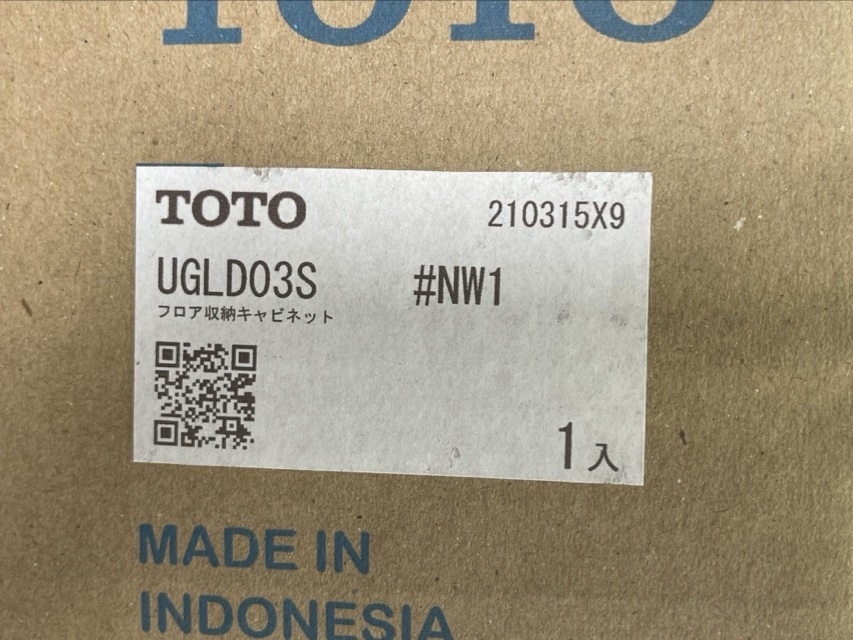 TOTO
TOTO 210315X9
UGLD03S #NW1
フロア収納キャビネット
1入
MADE IN
INDONESIA